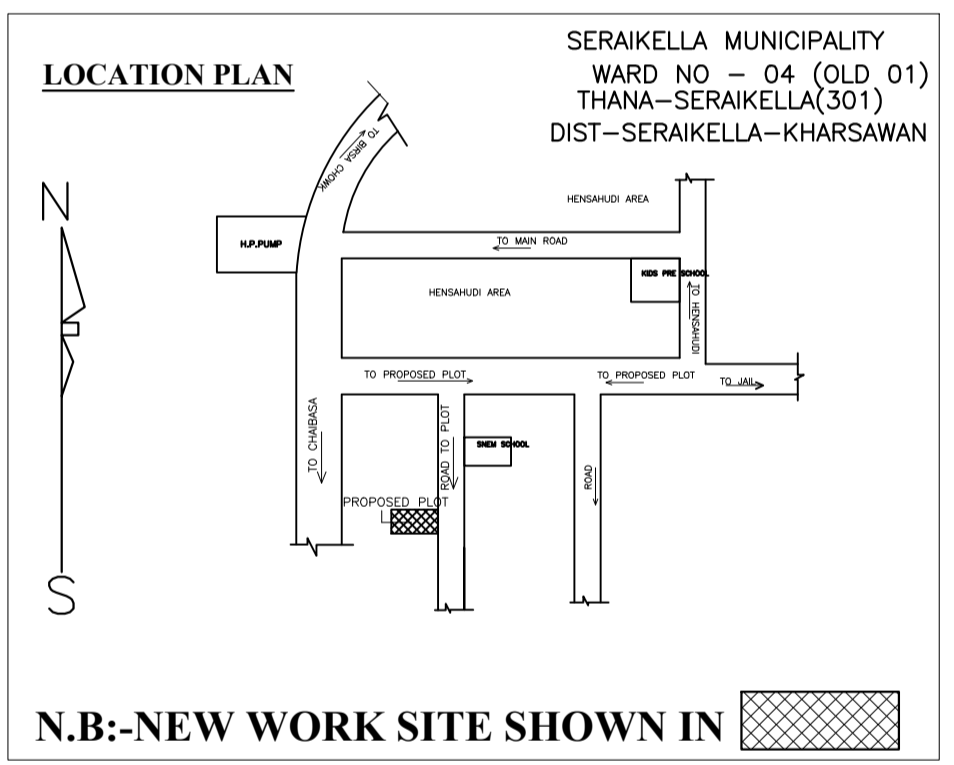 SERAIKELLA MUNICIPALITY
WARD NO - 04 (OLD 01)
THANA-SERAIKELLA(301)
DIST-SERAIKELLA-KHARSAWAN
LOCATION PLAN
N
S
TO BIRSA CHOWK
HENSAHUDI AREA
H.P.PUMP
TO MAIN ROAD
KIDS PRE SCHOOL
HENSAHUDI AREA
TO HENSAHUDI
TO PROPOSED PLOT
TO PROPOSED PLOT
TO JAIL
TO CHAIBASA
ROAD TO PLOT
SNEM SCHOOL
ROAD
PROPOSED PLOT
N.B:-NEW WORK SITE SHOWN IN